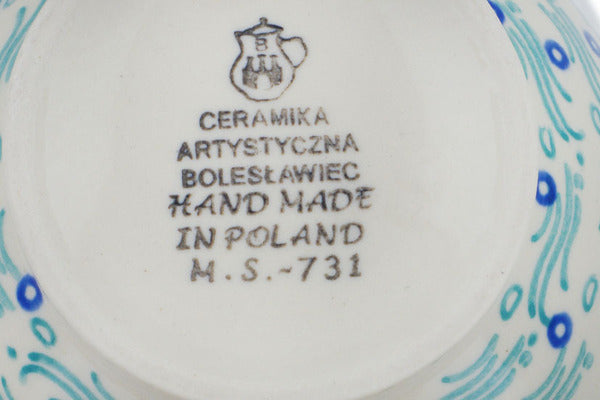 B
CERAMIKA
ARTYSTYCZNA
BOLESŁAWIEC
HAND MADE
IN POLAND
M.S.-731